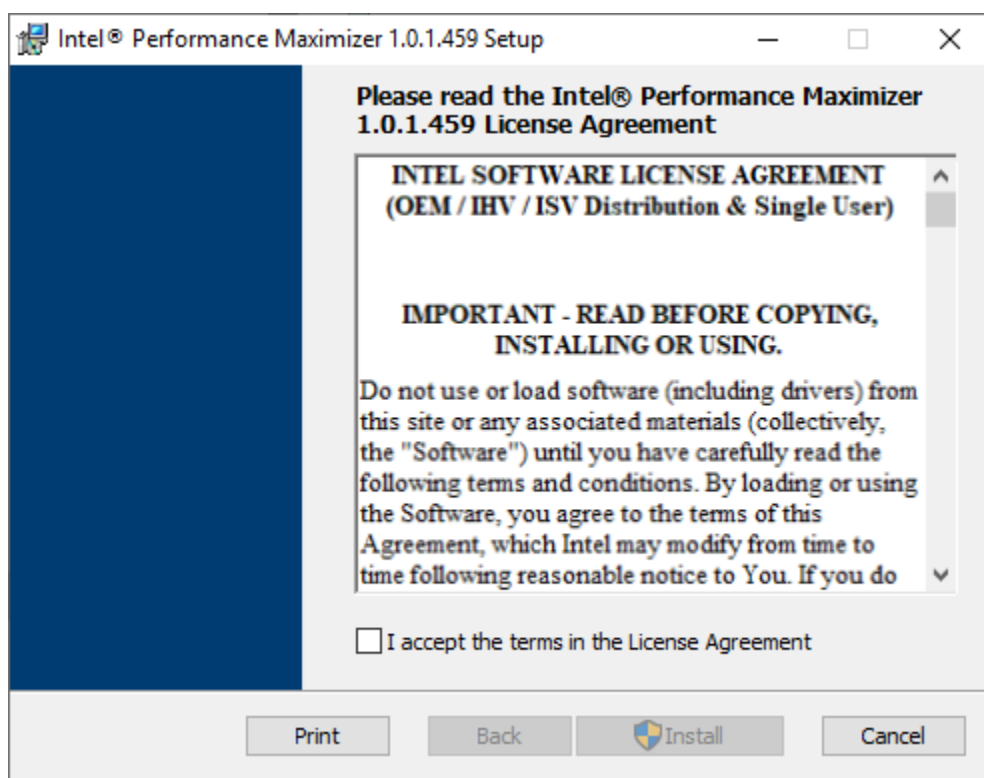 Intel® Performance Maximizer 1.0.1.459 Setup
Please read the Intel® Performance Maximizer
1.0.1.459 License Agreement
INTEL SOFTWARE LICENSE AGREEMENT
(OEM / IHV / ISV Distribution & Single User)
IMPORTANT - READ BEFORE COPYING,
INSTALLING OR USING.
Do not use or load software (including drivers) from
this site or any associated materials (collectively,
the "Software") until you have carefully read the
following terms and conditions. By loading or using
the Software, you agree to the terms of this
Agreement, which Intel may modify from time to
time following reasonable notice to You. If you do
I accept the terms in the License Agreement
Print Back Install Cancel